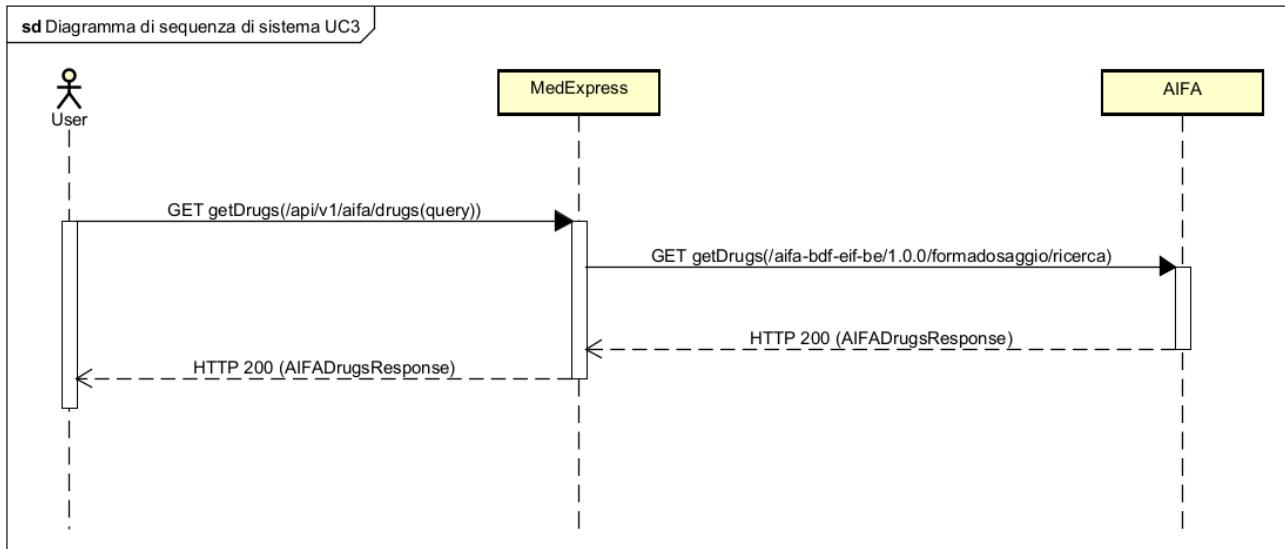 sd Diagramma di sequenza di sistema UC3
User
MedExpress
AIFA
GET getDrugs(/api/v1/aifa/drugs(query))
GET getDrugs(/aifa-bdf-eif-be/1.0.0/formadosaggio/ricerca)
HTTP 200 (AIFADrugsResponse)
HTTP 200 (AIFADrugsResponse)